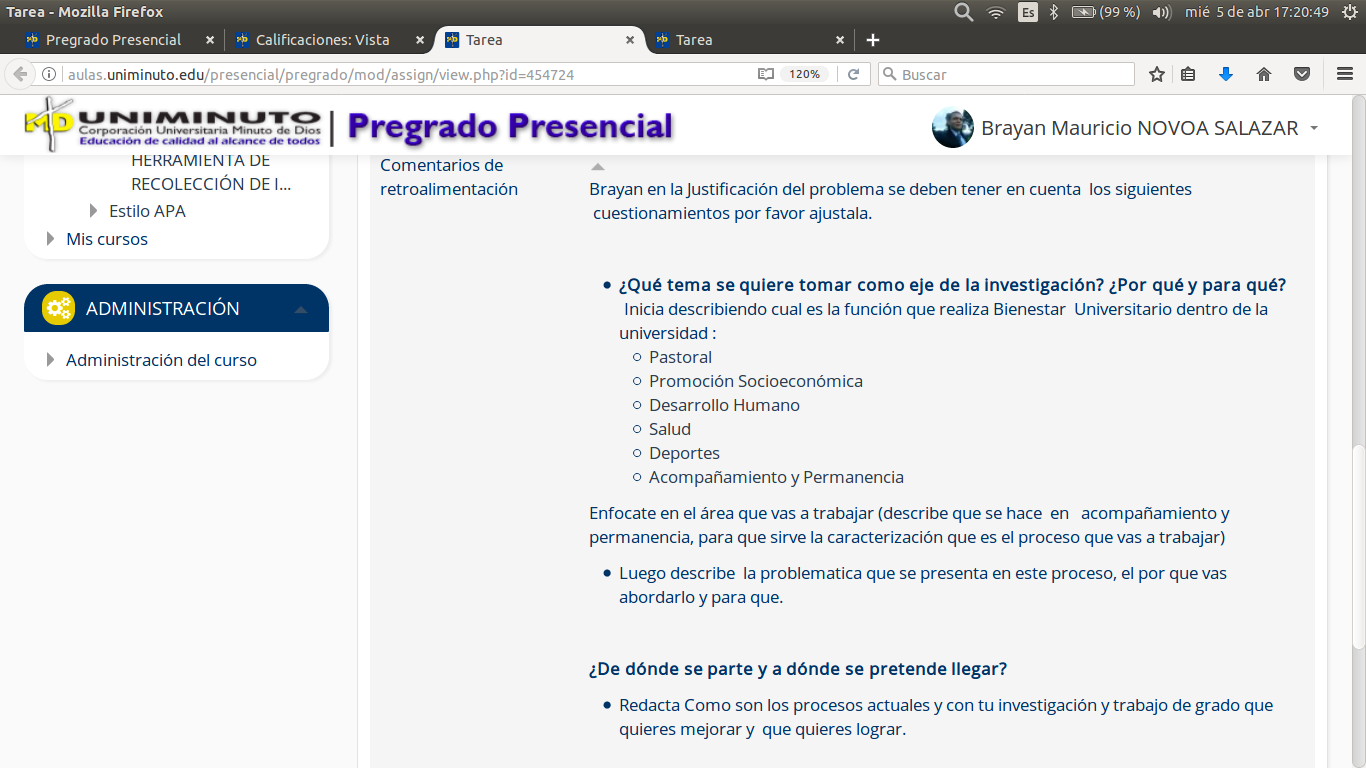 Tarea - Mozilla Firefox
Es
(99 %)
mié 5 de abr 17:20:49
Pregrado Presencial
Calificaciones: Vista
Tarea
Tarea
aulas.uniminuto.edu/presencial/pregrado/mod/assign/view.php?id=454724
120%
Buscar
UNIMINUTO
Corporación Universitaria Minuto de Dios
Educación de calidad al alcance de todos
Pregrado Presencial
Brayan Mauricio NOVOA SALAZAR
HERRAMIENTA DE
RECOLECCIÓN DE I...
Estilo APA
Mis cursos
ADMINISTRACIÓN
Administración del curso
Comentarios de
retroalimentación
Brayan en la Justificación del problema se deben tener en cuenta los siguientes
cuestionamientos por favor ajustala.
¿Qué tema se quiere tomar como eje de la investigación? ¿Por qué y para qué?
Inicia describiendo cual es la función que realiza Bienestar Universitario dentro de la
universidad :
Pastoral
Promoción Socioeconómica
Desarrollo Humano
Salud
Deportes
Acompañamiento y Permanencia
Enfocate en el área que vas a trabajar (describe que se hace en acompañamiento y
permanencia, para que sirve la caracterización que es el proceso que vas a trabajar)
Luego describe la problematica que se presenta en este proceso, el por que vas
abordarlo y para que.
¿De dónde se parte y a dónde se pretende llegar?
Redacta Como son los procesos actuales y con tu investigación y trabajo de grado que
quieres mejorar y que quieres lograr.